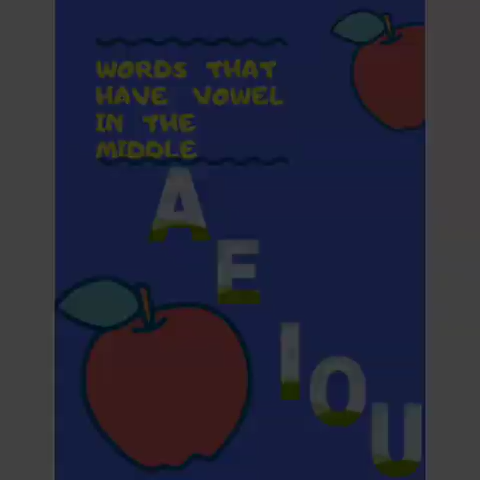 WORDS THAT
HAVE VOWEL
IN THE
MIDDLE
A
E
I
O
U